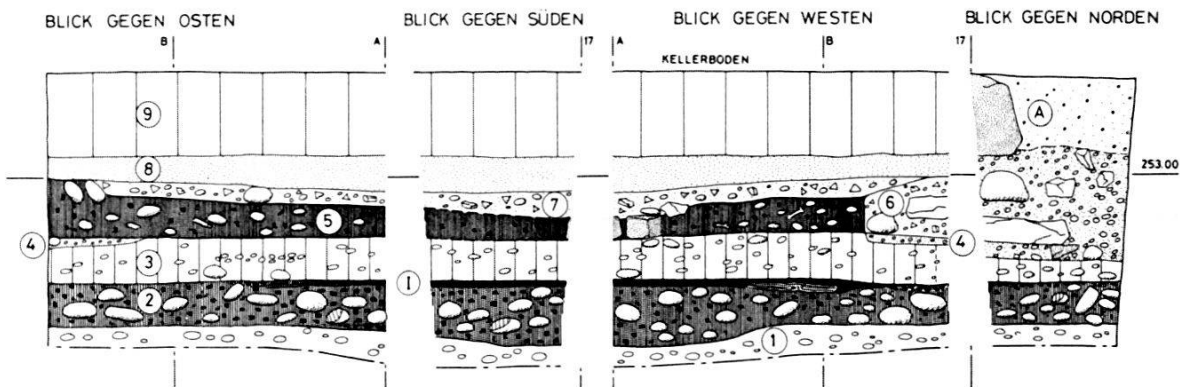 BLICK GEGEN OSTEN
BLICK GEGEN SÜDEN
BLICK GEGEN WESTEN
BLICK GEGEN NORDEN
B
A
17
A
B
17
KELLERBODEN
9
A
8
253.00
5
7
6
4
4
3
I
2
1